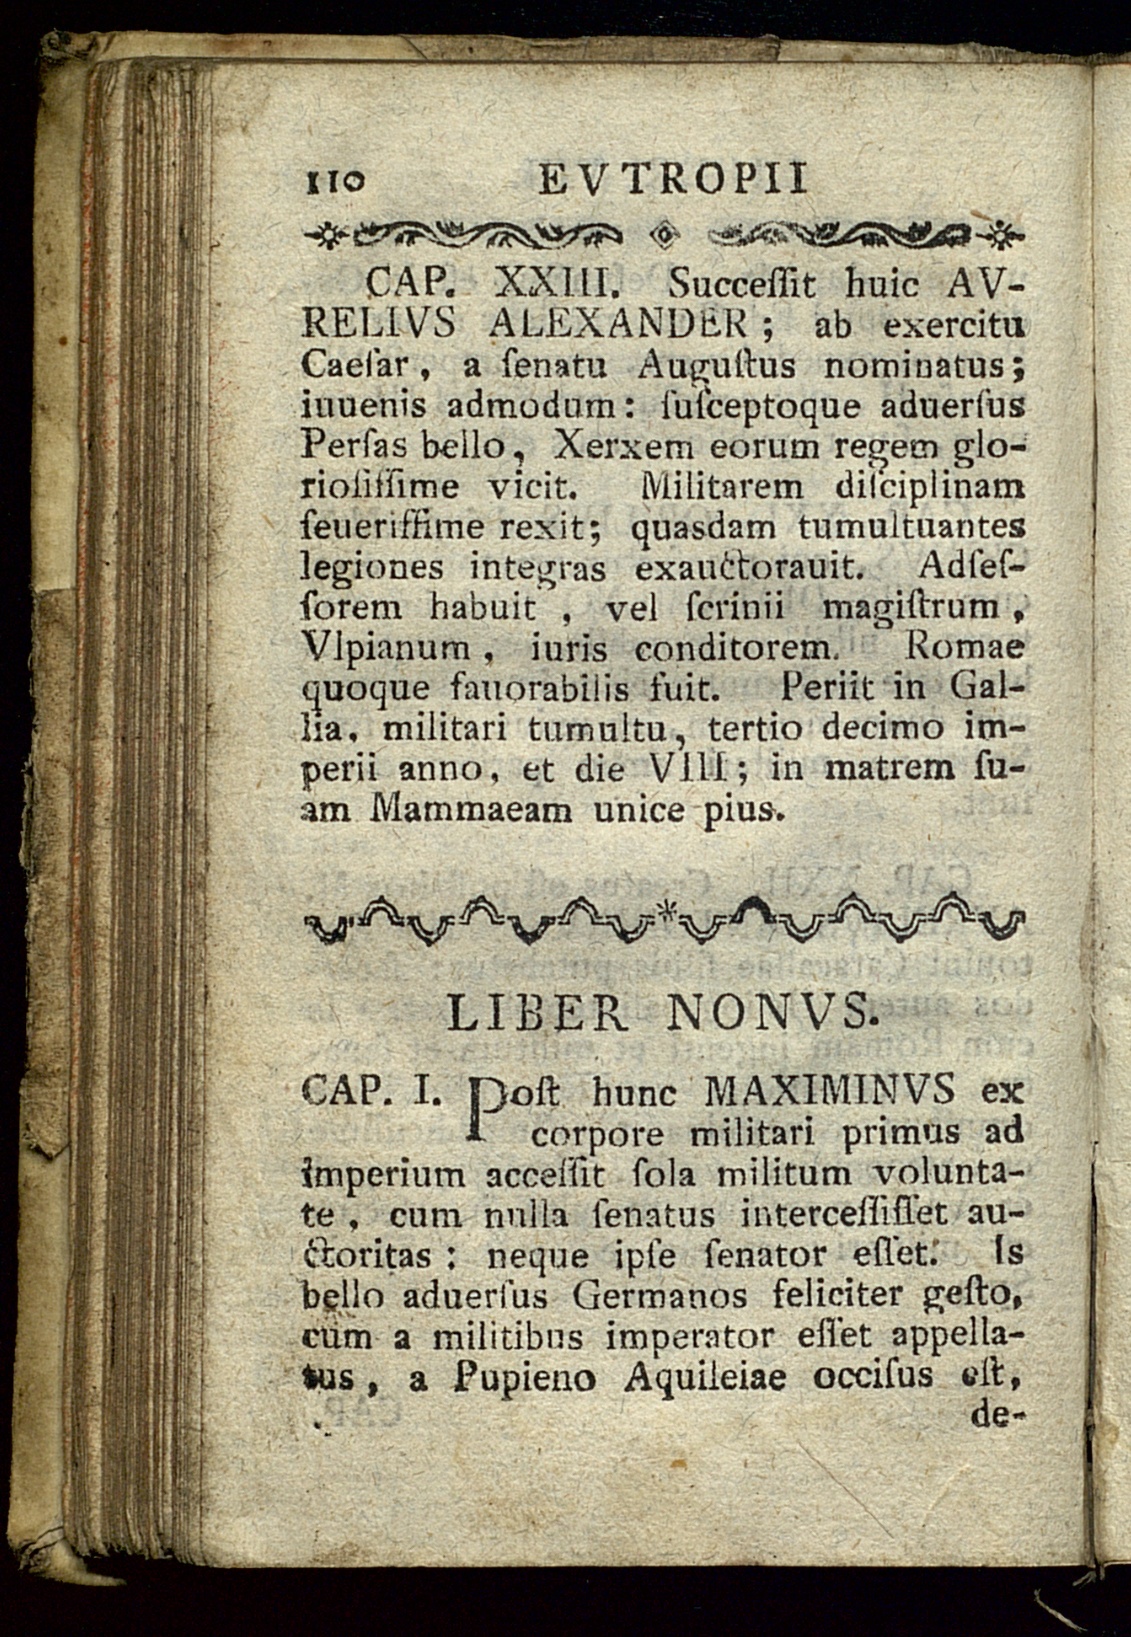 110 EVTROPII
CAP. XXIII. Succeſſit huic AV-
RELIVS ALEXANDER; ab exercitu
Caeſar, a ſenatu Auguſtus nominatus;
iuuenis admodum: ſuſceptoque aduerſus
Perſas bello, Xerxem eorum regem glo-
rioſiſſime vicit. Militarem diſciplinam
ſeueriſſime rexit; quasdam tumultuantes
legiones integras exauctorauit. Adſeſ-
ſorem habuit, vel ſcrinii magiſtrum,
Vlpianum, iuris conditorem. Romae
quoque fauorabilis fuit. Periit in Gal-
lia, militari tumultu, tertio decimo im-
perii anno, et die VIII; in matrem ſu-
am Mammaeam unice pius.
LIBER NONVS.
CAP. I. Poſt hunc MAXIMINVS ex
corpore militari primus ad
imperium acceſſit ſola militum volunta-
te, cum nulla ſenatus interceſſiſſet au-
ctoritas: neque ipſe ſenator eſſet. Is
bello aduerſus Germanos feliciter geſto,
cum a militibus imperator eſſet appella-
tus, a Pupieno Aquileiae occiſus eſt,
de-